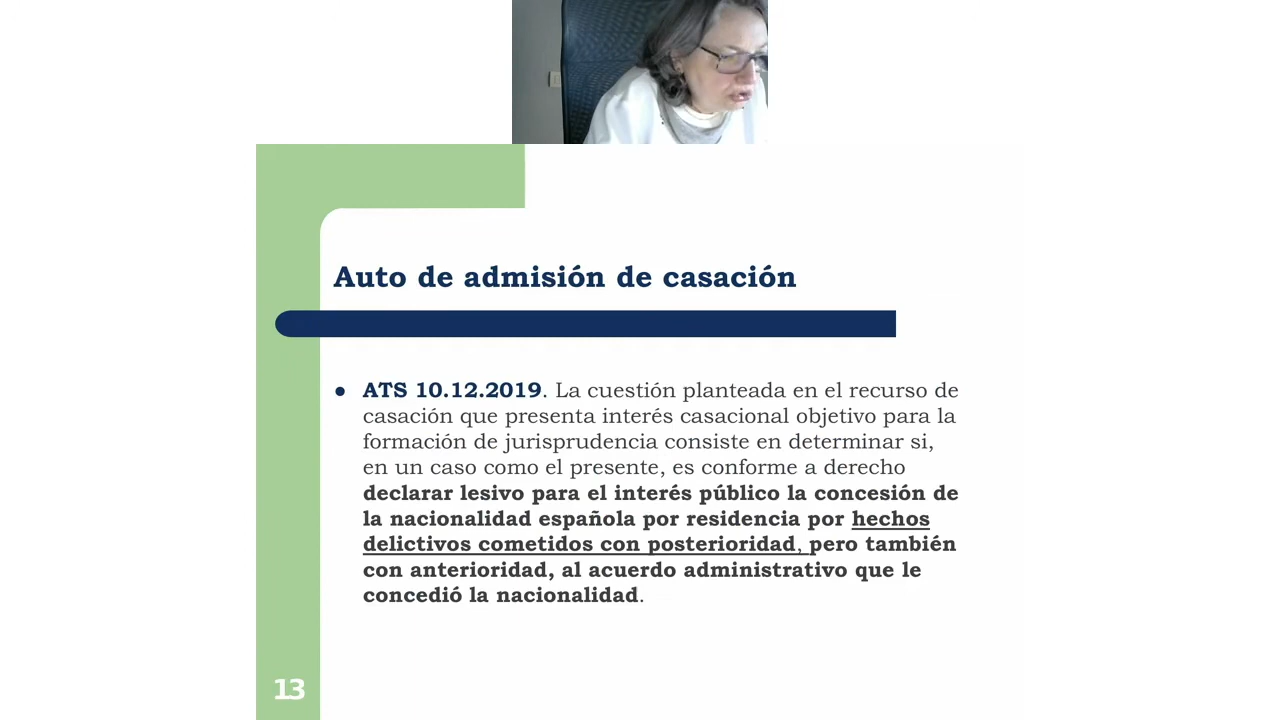 Auto de admisión de casación
● ATS 10.12.2019. La cuestión planteada en el recurso de
casación que presenta interés casacional objetivo para la
formación de jurisprudencia consiste en determinar si,
en un caso como el presente, es conforme a derecho
declarar lesivo para el interés público la concesión de
la nacionalidad española por residencia por hechos
delictivos cometidos con posterioridad, pero también
con anterioridad, al acuerdo administrativo que le
concedió la nacionalidad.
13